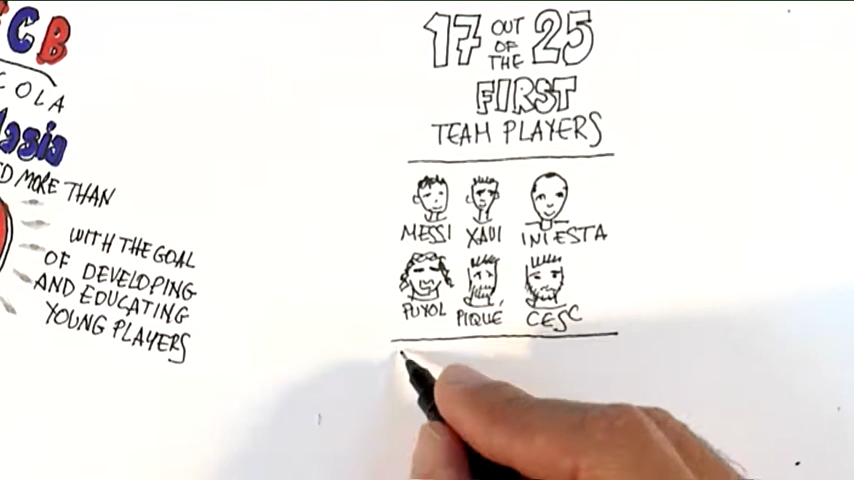 CB
COLA
MORE THAN
WITH THE GOAL
OF DEVELOPING
AND EDUCATING
YOUNG PLAYERS
17 OUT OF THE 25
FIRST
TEAM PLAYERS
MESSI XAVI INIESTA
PUYOL PIQUÉ CESC